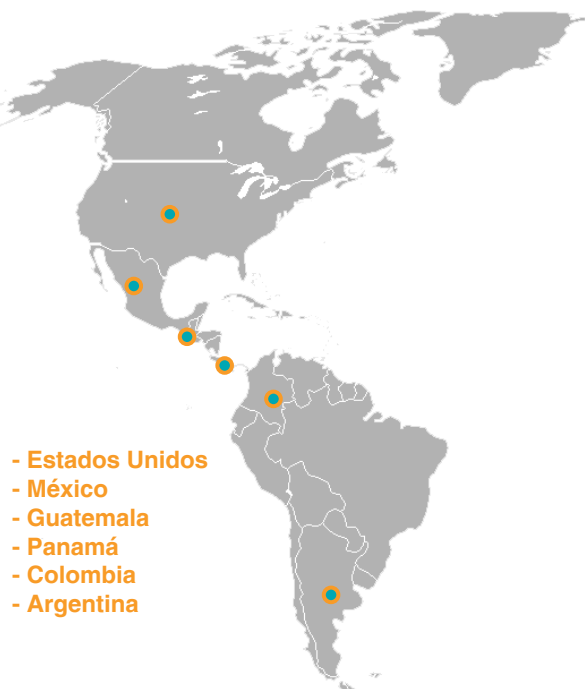 - Estados Unidos
- México
- Guatemala
- Panamá
- Colombia
- Argentina